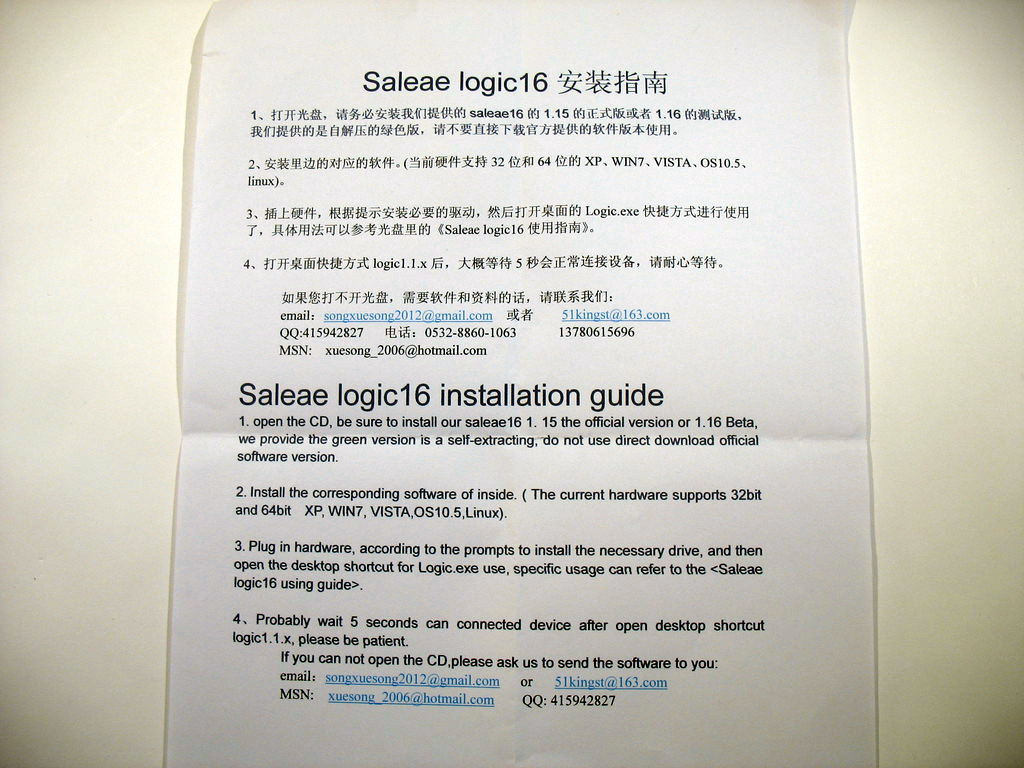 Saleae logic16 安装指南
1、打开光盘，请务必安装我们提供的 saleae16 的 1.15 的正式版或者 1.16 的测试版，
我们提供的是自解压的绿色版，请不要直接下载官方提供的软件版本使用。
2、安装里边的对应的软件。(当前硬件支持 32 位和 64 位的 XP、WIN7、VISTA、OS10.5、
linux)。
3、插上硬件，根据提示安装必要的驱动，然后打开桌面的 Logic.exe 快捷方式进行使用
了，具体用法可以参考光盘里的《Saleae logic16 使用指南》。
4、打开桌面快捷方式 logic1.1.x 后，大概等待 5 秒会正常连接设备，请耐心等待。
如果您打不开光盘，需要软件和资料的话，请联系我们：
email：songxuesong2012@gmail.com 或者 51kingst@163.com
QQ:415942827 电话：0532-8860-1063 13780615696
MSN: xuesong_2006@hotmail.com
Saleae logic16 installation guide
1. open the CD, be sure to install our saleae16 1. 15 the official version or 1.16 Beta,
we provide the green version is a self-extracting, do not use direct download official
software version.
2. Install the corresponding software of inside. ( The current hardware supports 32bit
and 64bit XP, WIN7, VISTA,OS10.5,Linux).
3. Plug in hardware, according to the prompts to install the necessary drive, and then
open the desktop shortcut for Logic.exe use, specific usage can refer to the <Saleae
logic16 using guide>.
4、Probably wait 5 seconds can connected device after open desktop shortcut
logic1.1.x, please be patient.
If you can not open the CD,please ask us to send the software to you:
email：songxuesong2012@gmail.com or 51kingst@163.com
MSN: xuesong_2006@hotmail.com QQ: 415942827